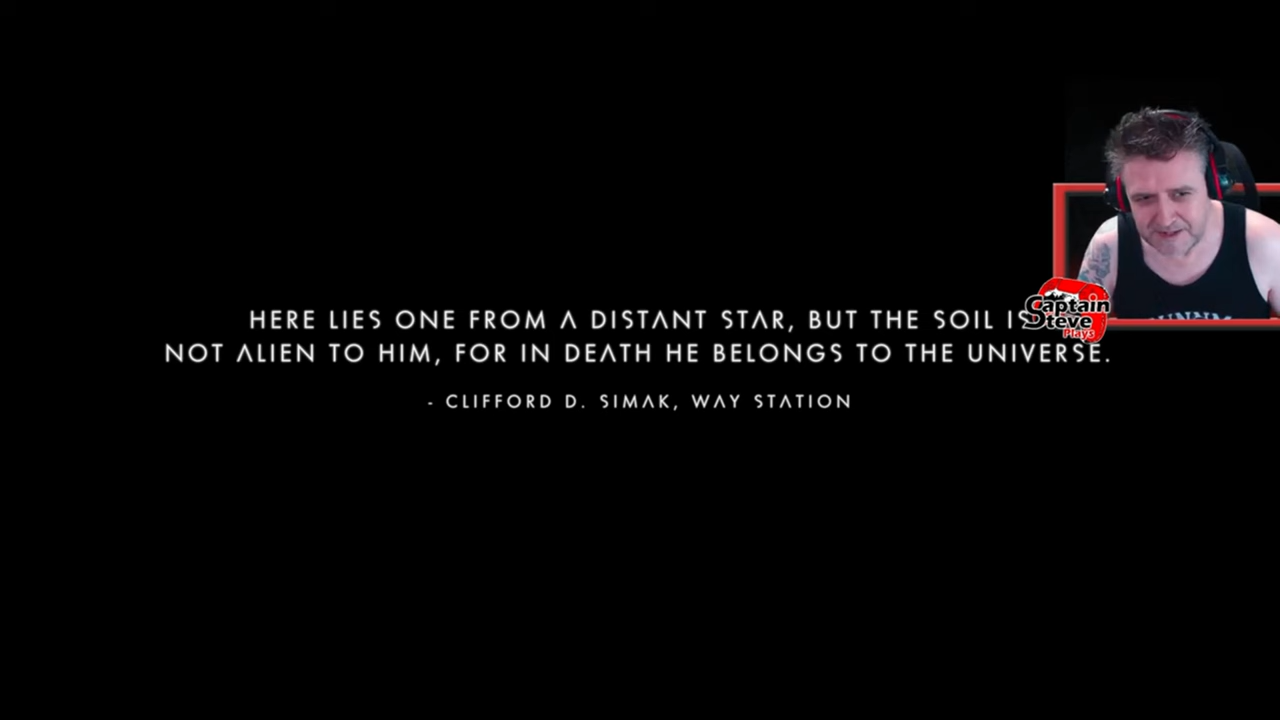 HERE LIES ONE FROM A DISTANT STAR, BUT THE SOIL IS
NOT ALIEN TO HIM, FOR IN DEATH HE BELONGS TO THE UNIVERSE.
- CLIFFORD D. SIMAK, WAY STATION
Captain
Steve
Plays